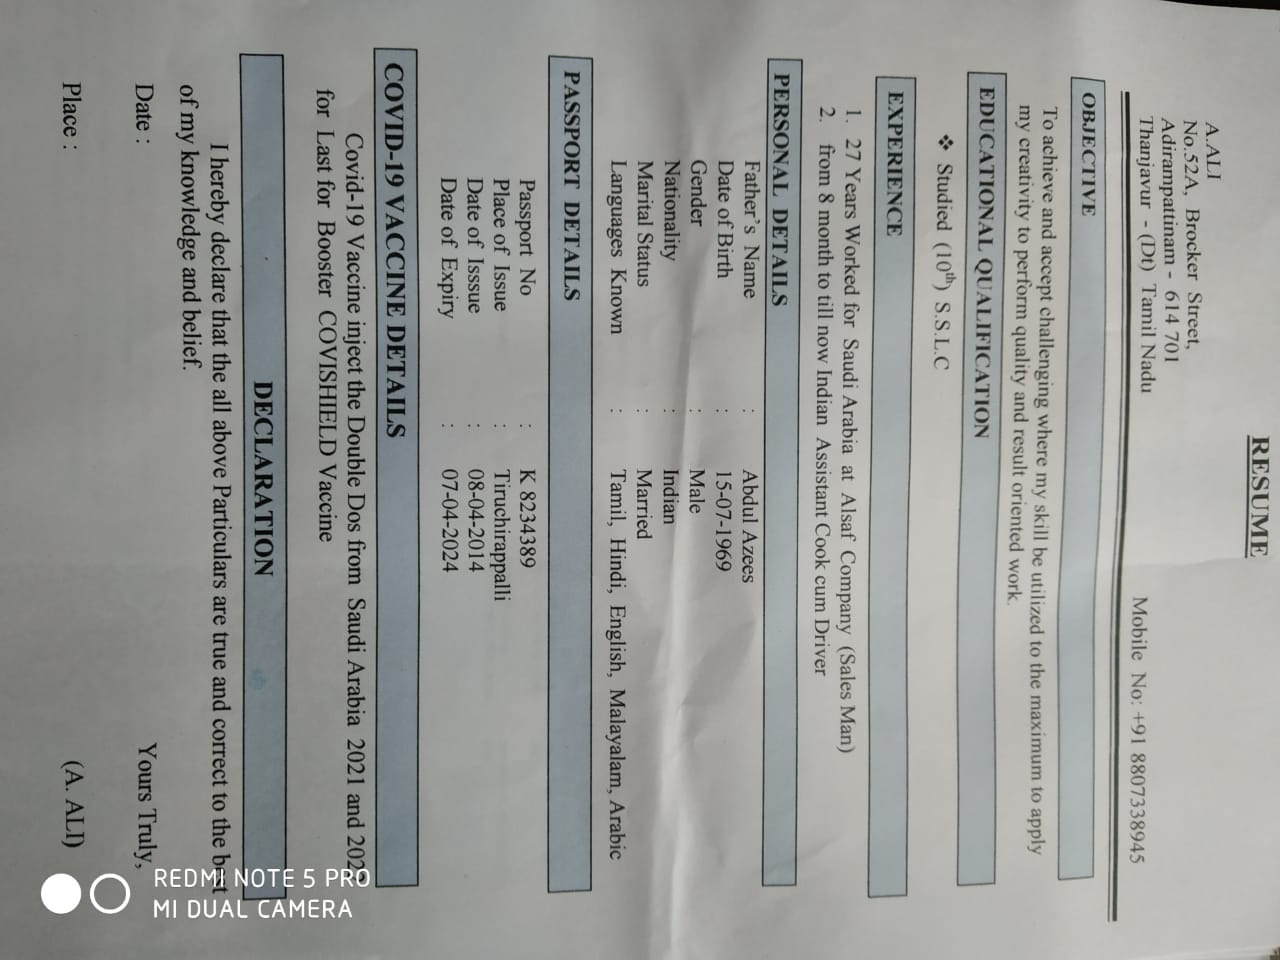 RESUME
A.ALI
No.52A, Brocker Street,
Adirampattinam - 614 701
Thanjavur - (Dt) Tamil Nadu
Mobile No: +91 8807338945
OBJECTIVE
To achieve and accept challenging where my skill be utilized to the maximum to apply
my creativity to perform quality and result oriented work.
EDUCATIONAL QUALIFICATION
❖ Studied (10th) S.S.L.C
EXPERIENCE
1. 27 Years Worked for Saudi Arabia at Alsaf Company (Sales Man)
2. from 8 month to till now Indian Assistant Cook cum Driver
PERSONAL DETAILS
Father's Name : Abdul Azees
Date of Birth : 15-07-1969
Gender : Male
Nationality : Indian
Marital Status : Married
Languages Known : Tamil, Hindi, English, Malayalam, Arabic
PASSPORT DETAILS
Passport No : K 8234389
Place of Issue : Tiruchirappalli
Date of Isssue : 08-04-2014
Date of Expiry : 07-04-2024
COVID-19 VACCINE DETAILS
Covid-19 Vaccine inject the Double Dos from Saudi Arabia 2021 and
for Last for Booster COVISHIELD Vaccine
DECLARATION
I hereby declare that the all above Particulars are true and correct to the
of my knowledge and belief.
Date :
Yours Truly,
Place :
(A. ALI)
REDMI NOTE 5 PRO
MI DUAL CAMERA